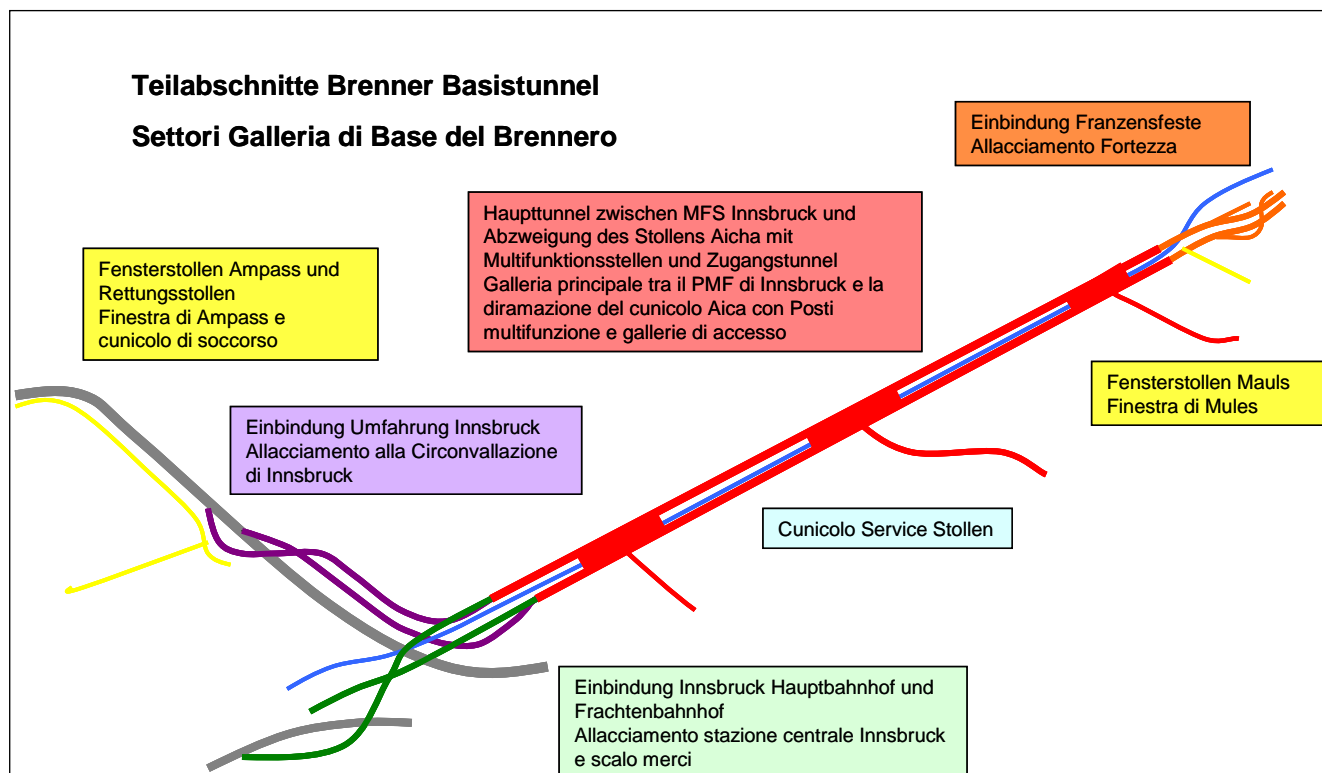 Teilabschnitte Brenner Basistunnel
Settori Galleria di Base del Brennero
Einbindung Franzensfeste
Allacciamento Fortezza
Haupttunnel zwischen MFS Innsbruck und
Abzweigung des Stollens Aicha mit
Multifunktionsstellen und Zugangstunnel
Galleria principale tra il PMF di Innsbruck e la
diramazione del cunicolo Aica con Posti
multifunzione e gallerie di accesso
Fensterstollen Ampass und
Rettungsstollen
Finestra di Ampass e
cunicolo di soccorso
Fensterstollen Mauls
Finestra di Mules
Einbindung Umfahrung Innsbruck
Allacciamento alla Circonvallazione
di Innsbruck
Cunicolo Service Stollen
Einbindung Innsbruck Hauptbahnhof und
Frachtenbahnhof
Allacciamento stazione centrale Innsbruck
e scalo merci